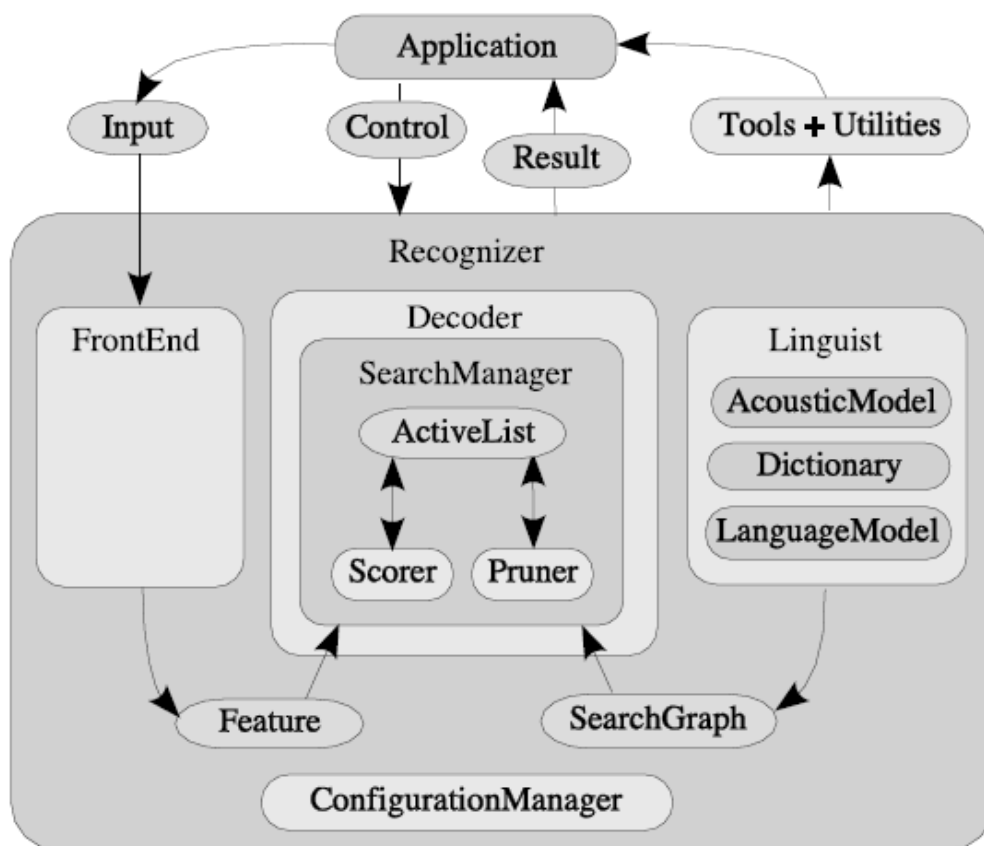 Application
Input
Control
Result
Tools + Utilities
Recognizer
FrontEnd
Decoder
SearchManager
ActiveList
Scorer
Pruner
Linguist
AcousticModel
Dictionary
LanguageModel
Feature
SearchGraph
ConfigurationManager